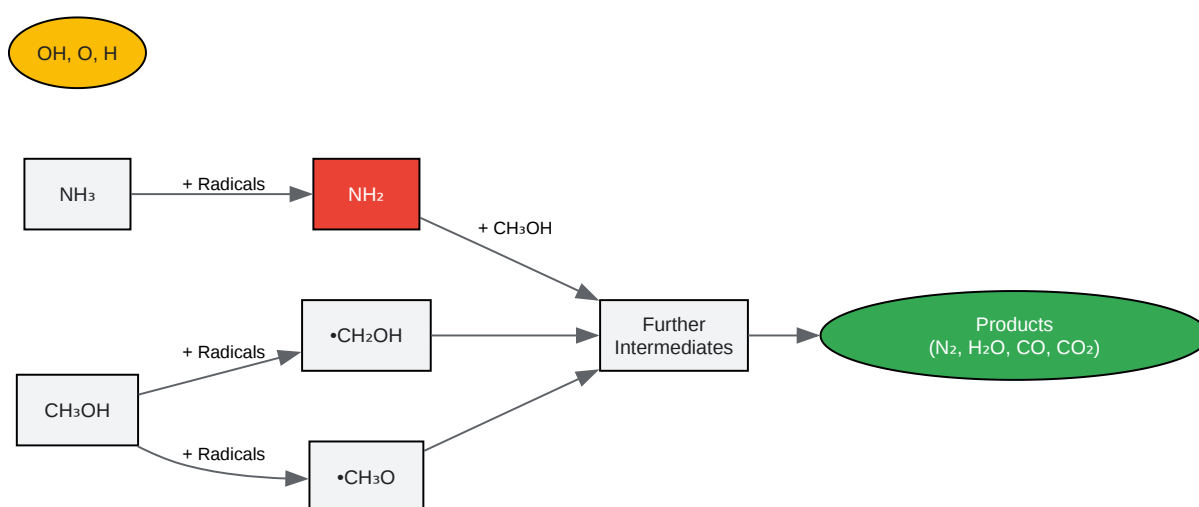 OH, O, H
NH₃
+ Radicals
NH₂
+ CH₃OH
CH₃OH
+ Radicals
•CH₂OH
+ Radicals
•CH₃O
Further
Intermediates
Products
(N₂, H₂O, CO, CO₂)